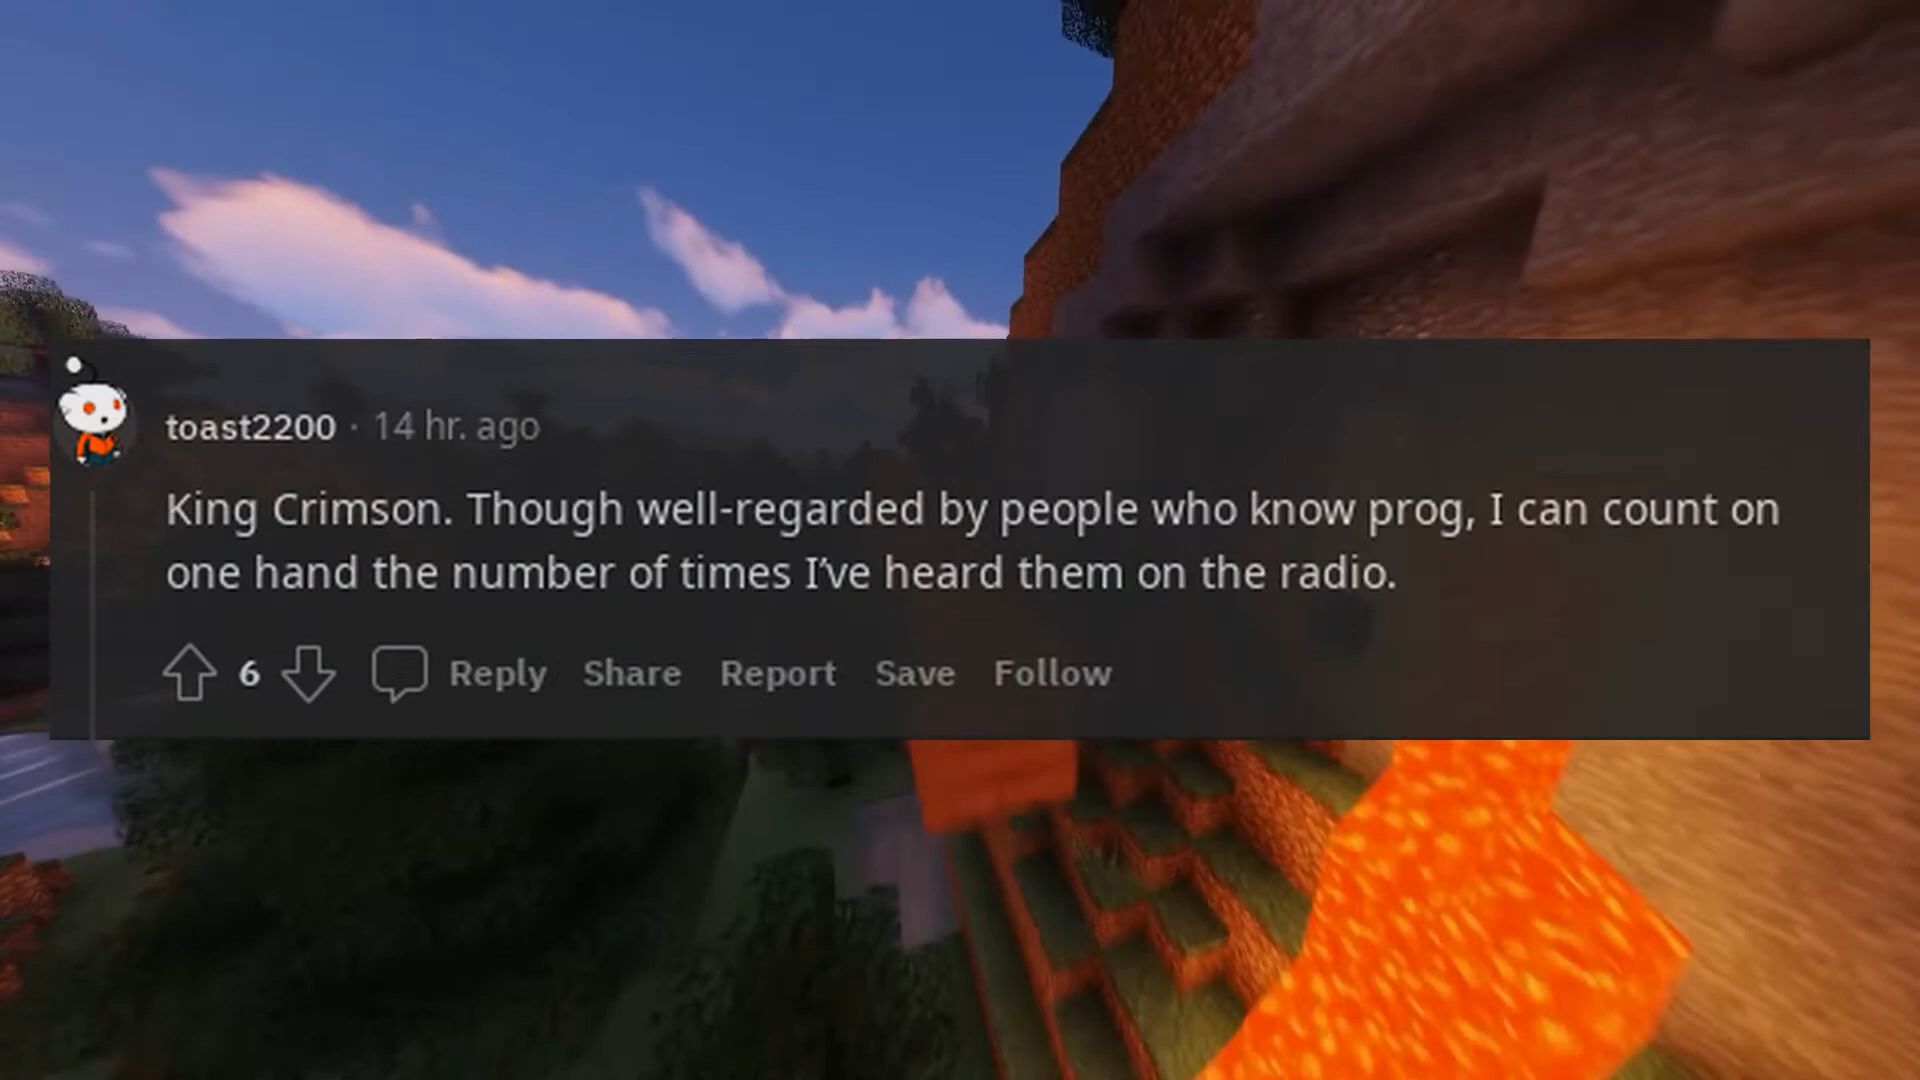 toast2200 · 14 hr. ago
King Crimson. Though well-regarded by people who know prog, I can count on
one hand the number of times I've heard them on the radio.
6 Reply Share Report Save Follow